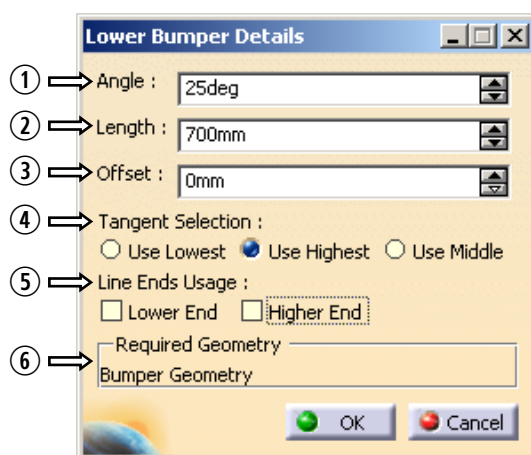 Lower Bumper Details
① Angle : 25deg
② Length : 700mm
③ Offset : 0mm
④ Tangent Selection :
Use Lowest Use Highest Use Middle
⑤ Line Ends Usage :
Lower End Higher End
⑥ Required Geometry
Bumper Geometry
OK Cancel